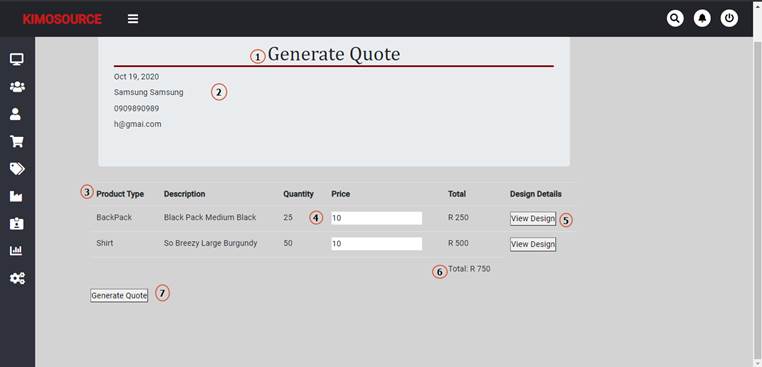 KIMOSOURCE
1 Generate Quote
Oct 19, 2020
Samsung Samsung 2
0909890989
h@gmai.com
3 Product Type Description Quantity Price Total Design Details
BackPack Black Pack Medium Black 25 4 10 R 250 View Design 5
Shirt So Breezy Large Burgundy 50 10 R 500 View Design
6 Total: R 750
Generate Quote 7